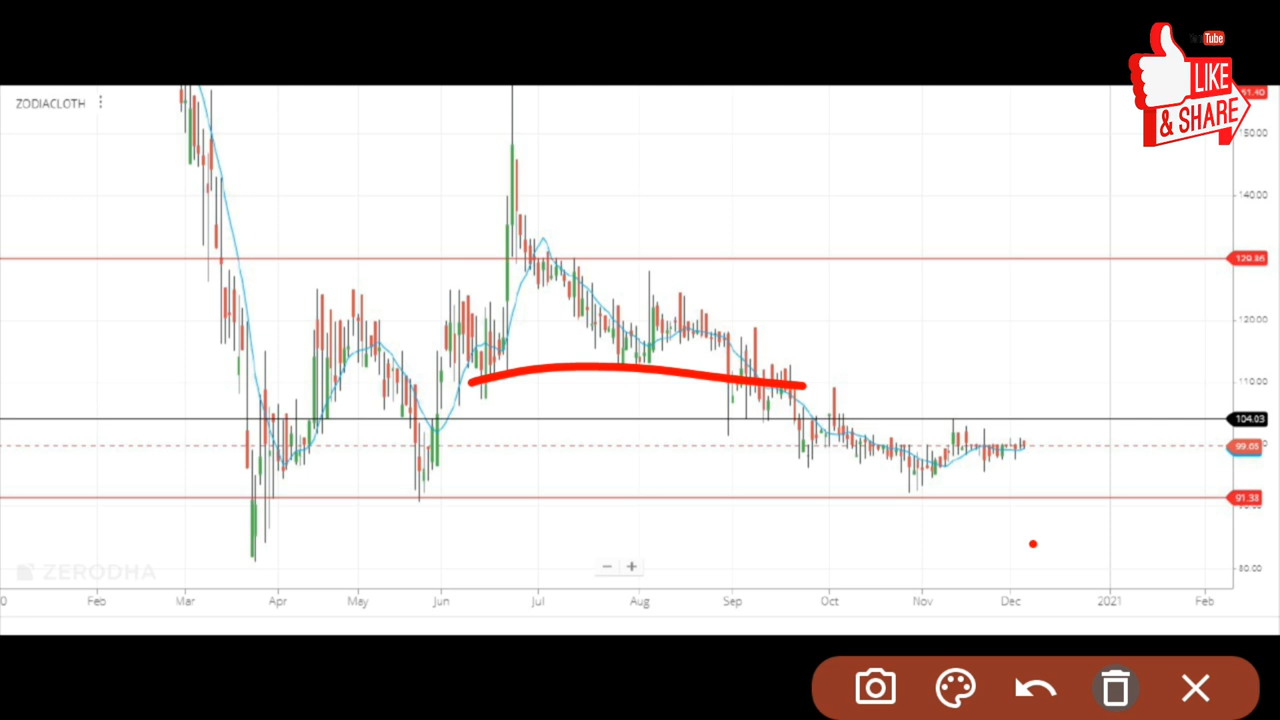 Tube
LIKE
& SHARE
ZODIACLOTH
150.00
140.00
129.86
120.00
110.00
104.03
99.05
91.38
80.00
ZERODHA
Feb Mar Apr May Jun Jul Aug Sep Oct Nov Dec 2021 Feb